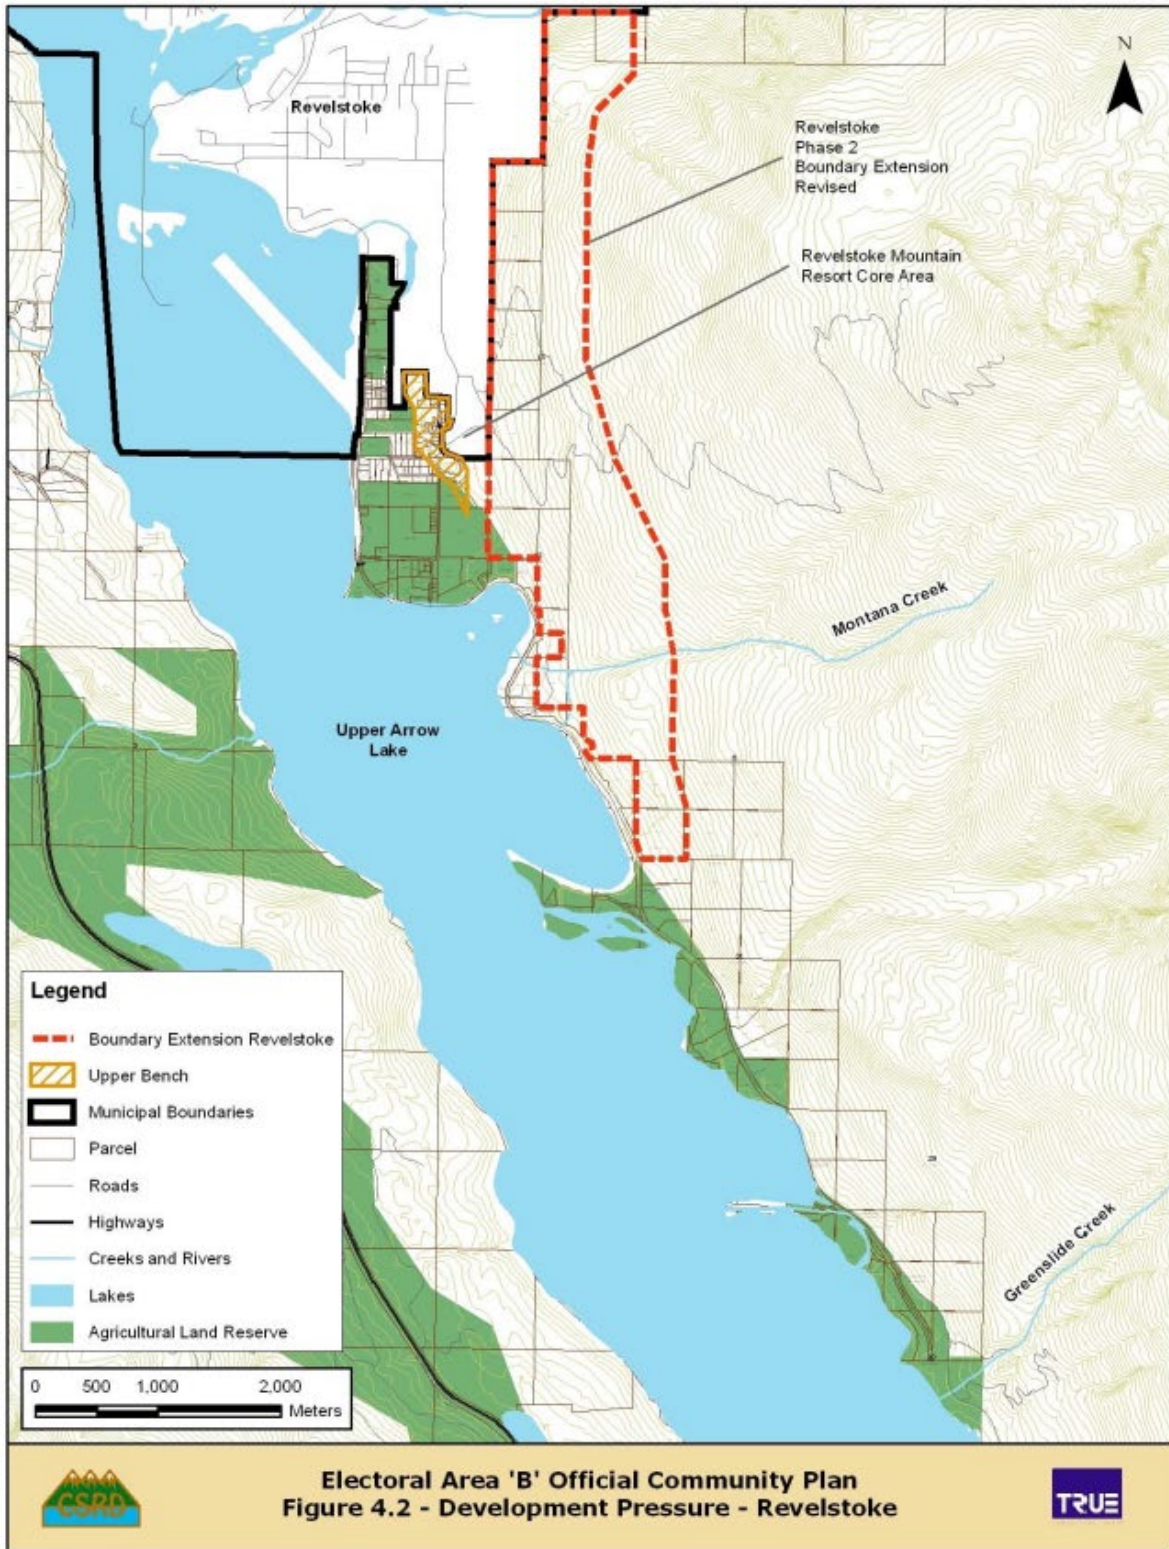 N
Revelstoke
Revelstoke
Phase 2
Boundary Extension
Revised
Revelstoke Mountain
Resort Core Area
Montana Creek
Upper Arrow
Lake
Greenslide Creek
Legend
Boundary Extension Revelstoke
Upper Bench
Municipal Boundaries
Parcel
Roads
Highways
Creeks and Rivers
Lakes
Agricultural Land Reserve
0 500 1,000 2,000
Meters
CSRD
Electoral Area 'B' Official Community Plan
Figure 4.2 - Development Pressure - Revelstoke
TRUE